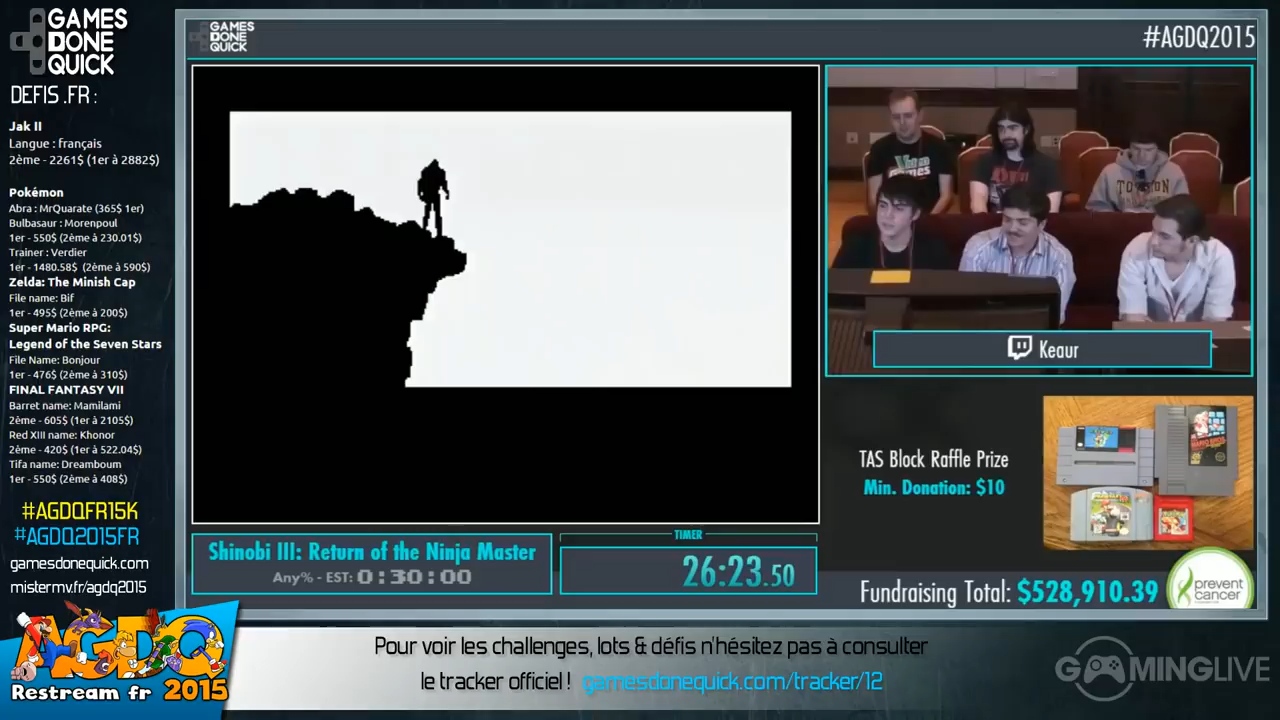 GAMES
DONE
QUICK
DEFIS .FR :
Jak II
Langue : français
2ème - 2261$ (1er à 2882$)
Pokémon
Abra : MrQuarate (365$ 1er)
Bulbasaur : Morenpoul
1er - 550$ (2ème à 230.01$)
Trainer : Verdier
1er - 1480.58$ (2ème à 590$)
Zelda: The Minish Cap
File name: Bif
1er - 495$ (2ème à 200$)
Super Mario RPG:
Legend of the Seven Stars
File Name: Bonjour
1er - 476$ (2ème à 310$)
FINAL FANTASY VII
Barret name: Mamilami
2ème - 605$ (1er à 2105$)
Red XIII name: Khonor
2ème - 420$ (1er à 522.04$)
Tifa name: Dreamboum
1er - 550$ (2ème à 408$)
#AGDQFR15K
#AGDQ2015FR
gamesdonequick.com
mistermv.fr/agdq2015
AGDQ
Restream fr 2015
GAMES
DONE
QUICK
#AGDQ2015
Keaur
TAS Block Raffle Prize
Min. Donation: $10
Shinobi III: Return of the Ninja Master
Any% - EST: 0:30:00
TIMER
26:23.50
Fundraising Total: $528,910.39
prevent
cancer
Pour voir les challenges, lots & défis n'hésitez pas à consulter
le tracker officiel ! gamesdonequick.com/tracker/12
GAMINGLIVE